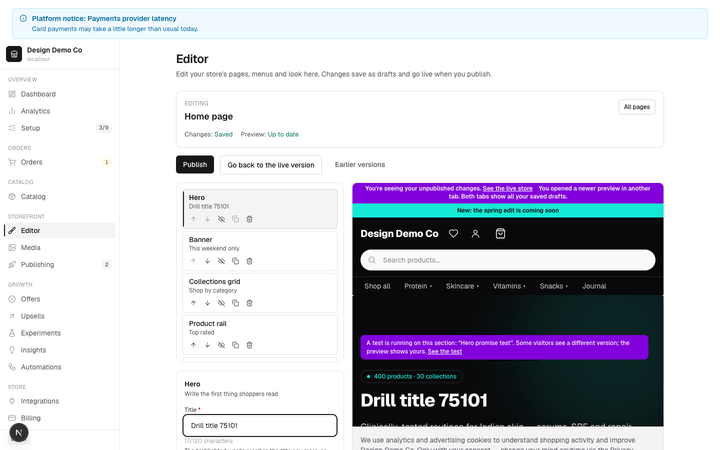 Platform notice: Payments provider latency
Card payments may take a little longer than usual today.
Design Demo Co
localhost
OVERVIEW
Dashboard
Analytics
Setup 3/9
ORDERS
Orders 1
CATALOG
Catalog
STOREFRONT
Editor
Media
Publishing 2
GROWTH
Offers
Upsells
Experiments
Insights
Automations
STORE
Integrations
Billing
N
Editor
Edit your store's pages, menus and look here. Changes save as drafts and go live when you publish.
EDITING
Home page
All pages
Changes: Saved Preview: Up to date
Publish
Go back to the live version
Earlier versions
Hero
Drill title 75101
Banner
This weekend only
Collections grid
Shop by category
Product rail
Top rated
Hero
Write the first thing shoppers read
Title *
Drill title 75101
17/120 characters
You're seeing your unpublished changes. See the live store You opened a newer preview in another
tab. Both tabs show all your saved drafts.
New: the spring edit is coming soon
Design Demo Co
Search products...
Shop all Protein Skincare Vitamins Snacks Journal
A test is running on this section: "Hero promise test". Some visitors see a different version; the
preview shows yours. See the test
400 products · 30 collections
Drill title 75101
We use analytics and advertising cookies to understand shopping activity and improve